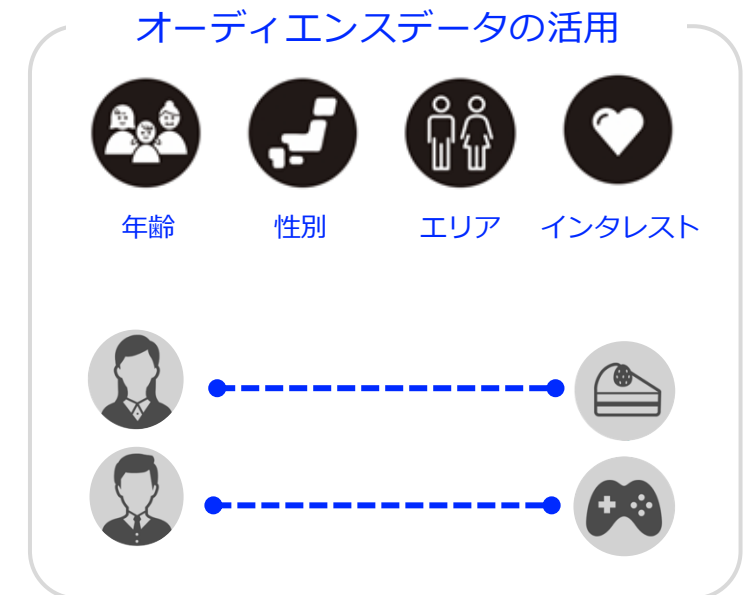 オーディエンスデータの活用
年齢
性別
エリア
インタレスト